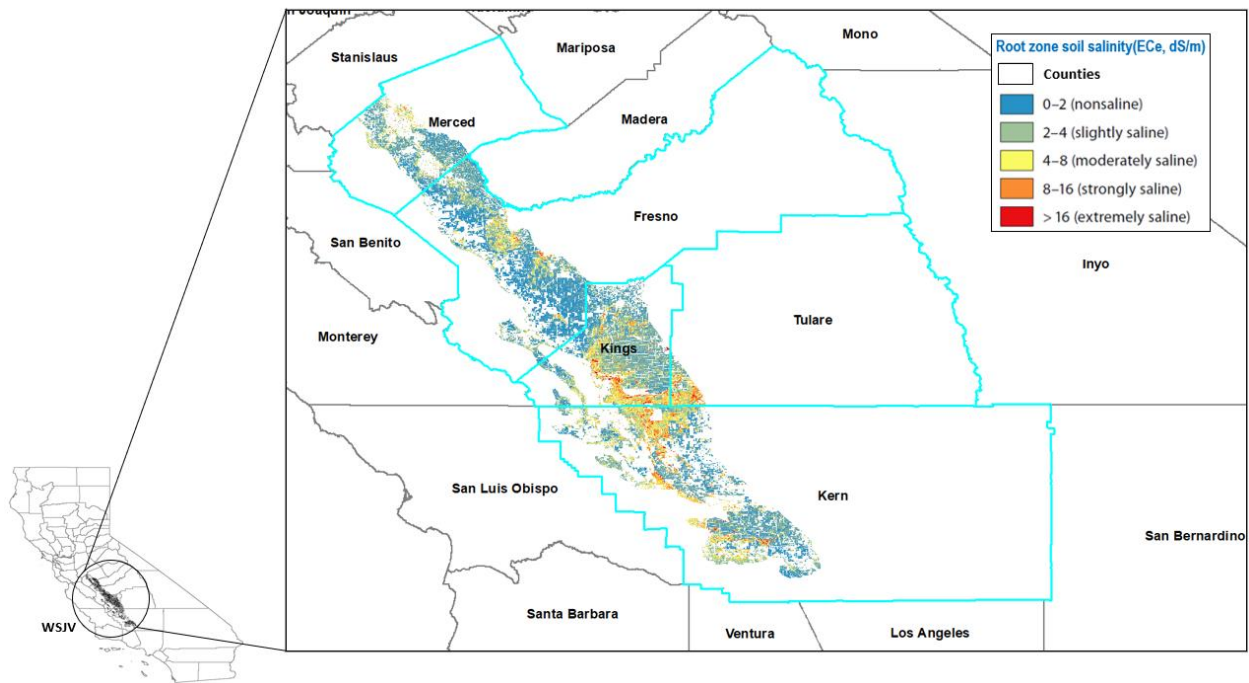 Mono
Mariposa
Stanislaus
Root zone soil salinity(ECe, dS/m)
Counties
0–2 (nonsaline)
2–4 (slightly saline)
4–8 (moderately saline)
8–16 (strongly saline)
> 16 (extremely saline)
Merced
Madera
Fresno
San Benito
Inyo
Tulare
Monterey
Kings
San Luis Obispo
Kern
San Bernardino
Santa Barbara
Ventura
Los Angeles
WSJV